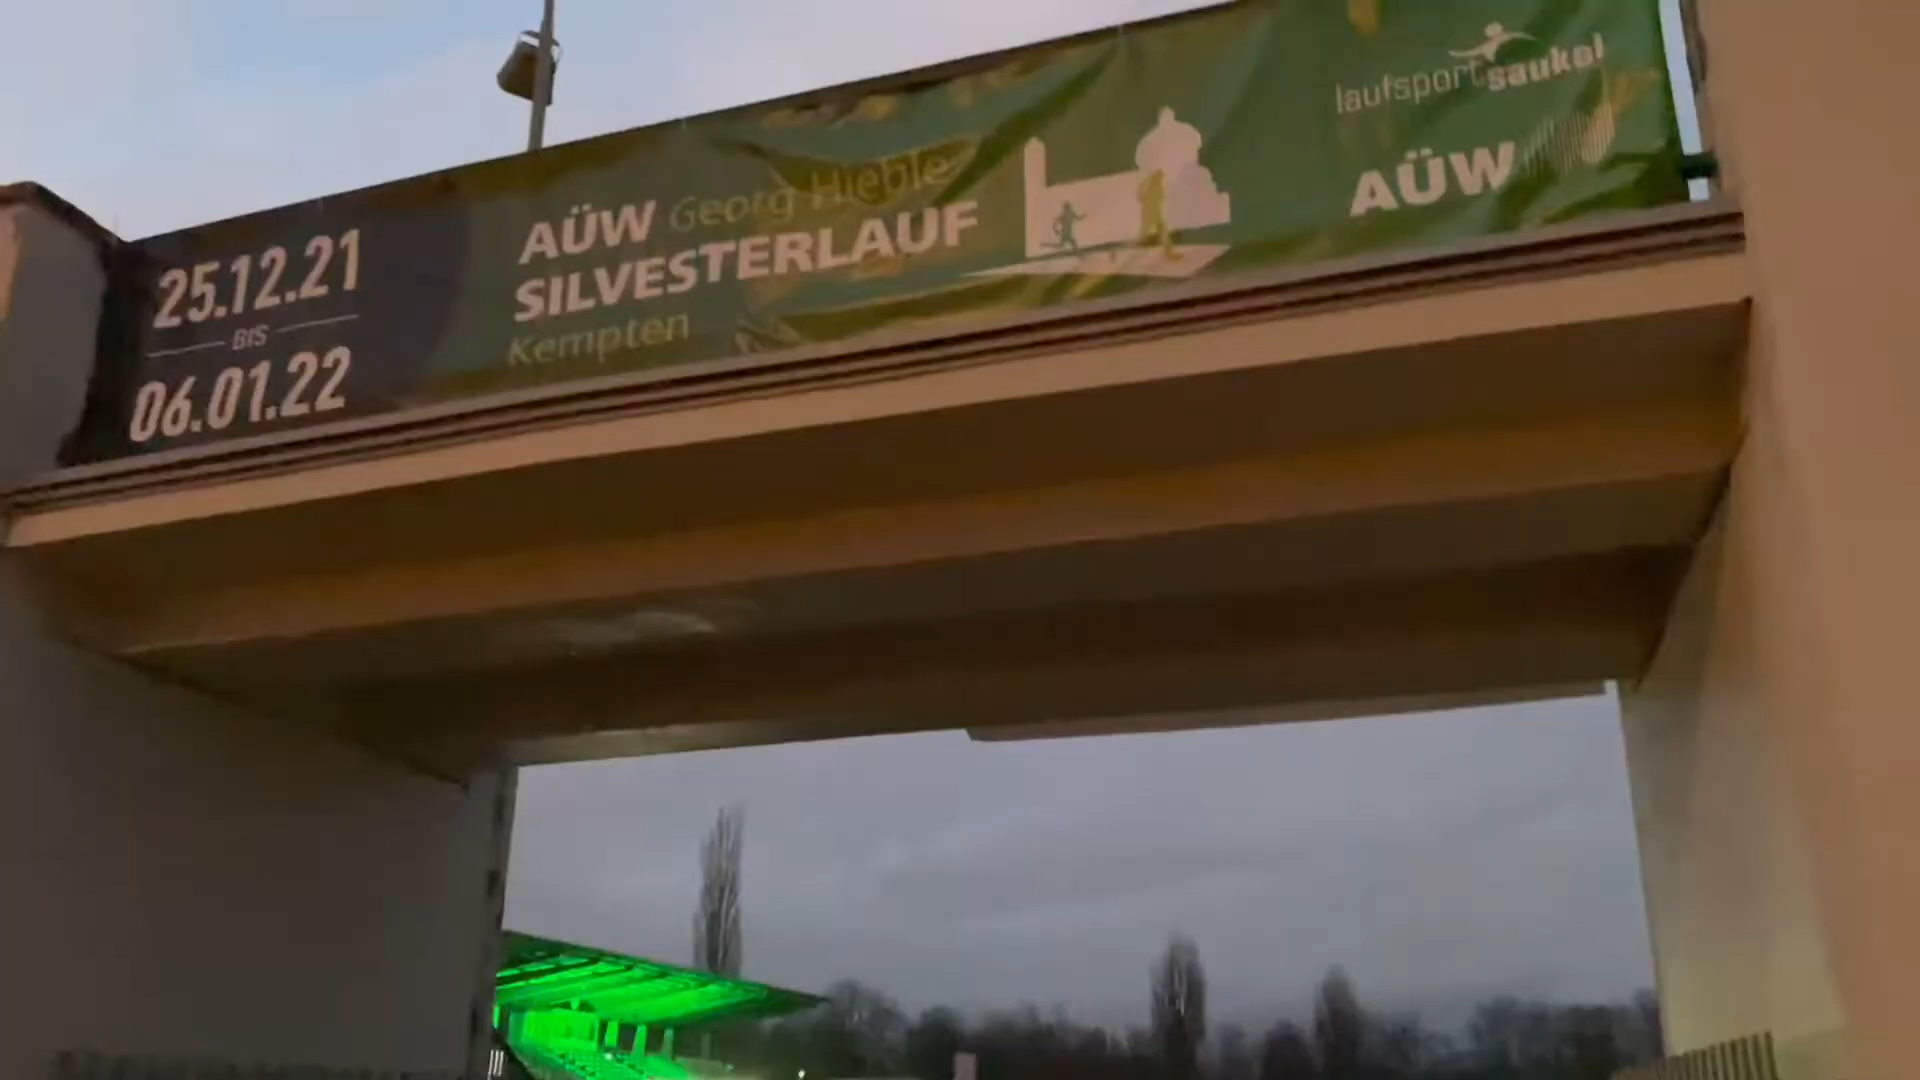 25.12.21
BIS
06.01.22
AÜW Georg Hieble
SILVESTERLAUF
Kempten
laufsportsaukel
AÜW